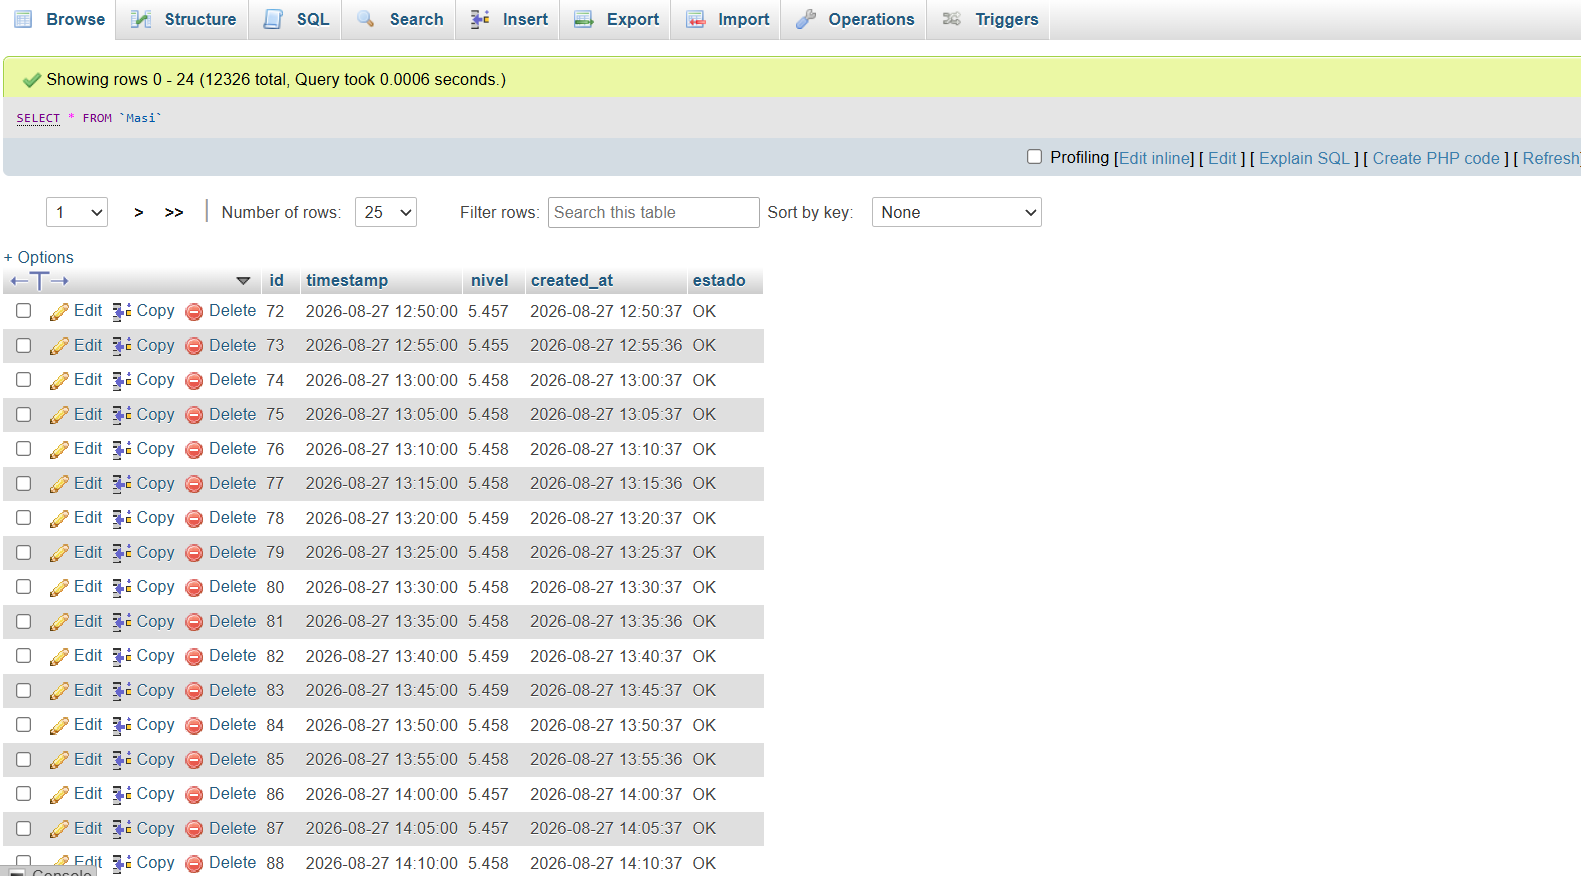 Browse Structure SQL Search Insert Export Import Operations Triggers
Showing rows 0 - 24 (12326 total, Query took 0.0006 seconds.)
SELECT * FROM `Masi`
Profiling [Edit inline] [ Edit ] [ Explain SQL ] [ Create PHP code ] [ Refresh]
1 > >> | Number of rows: 25 Filter rows: Search this table Sort by key: None
+ Options
←T→ id timestamp nivel created_at estado
Edit Copy Delete 72 2026-08-27 12:50:00 5.457 2026-08-27 12:50:37 OK
Edit Copy Delete 73 2026-08-27 12:55:00 5.455 2026-08-27 12:55:36 OK
Edit Copy Delete 74 2026-08-27 13:00:00 5.458 2026-08-27 13:00:37 OK
Edit Copy Delete 75 2026-08-27 13:05:00 5.458 2026-08-27 13:05:37 OK
Edit Copy Delete 76 2026-08-27 13:10:00 5.458 2026-08-27 13:10:37 OK
Edit Copy Delete 77 2026-08-27 13:15:00 5.458 2026-08-27 13:15:36 OK
Edit Copy Delete 78 2026-08-27 13:20:00 5.459 2026-08-27 13:20:37 OK
Edit Copy Delete 79 2026-08-27 13:25:00 5.458 2026-08-27 13:25:37 OK
Edit Copy Delete 80 2026-08-27 13:30:00 5.458 2026-08-27 13:30:37 OK
Edit Copy Delete 81 2026-08-27 13:35:00 5.458 2026-08-27 13:35:36 OK
Edit Copy Delete 82 2026-08-27 13:40:00 5.459 2026-08-27 13:40:37 OK
Edit Copy Delete 83 2026-08-27 13:45:00 5.459 2026-08-27 13:45:37 OK
Edit Copy Delete 84 2026-08-27 13:50:00 5.458 2026-08-27 13:50:37 OK
Edit Copy Delete 85 2026-08-27 13:55:00 5.458 2026-08-27 13:55:36 OK
Edit Copy Delete 86 2026-08-27 14:00:00 5.457 2026-08-27 14:00:37 OK
Edit Copy Delete 87 2026-08-27 14:05:00 5.457 2026-08-27 14:05:37 OK
Edit Copy Delete 88 2026-08-27 14:10:00 5.458 2026-08-27 14:10:37 OK
Console